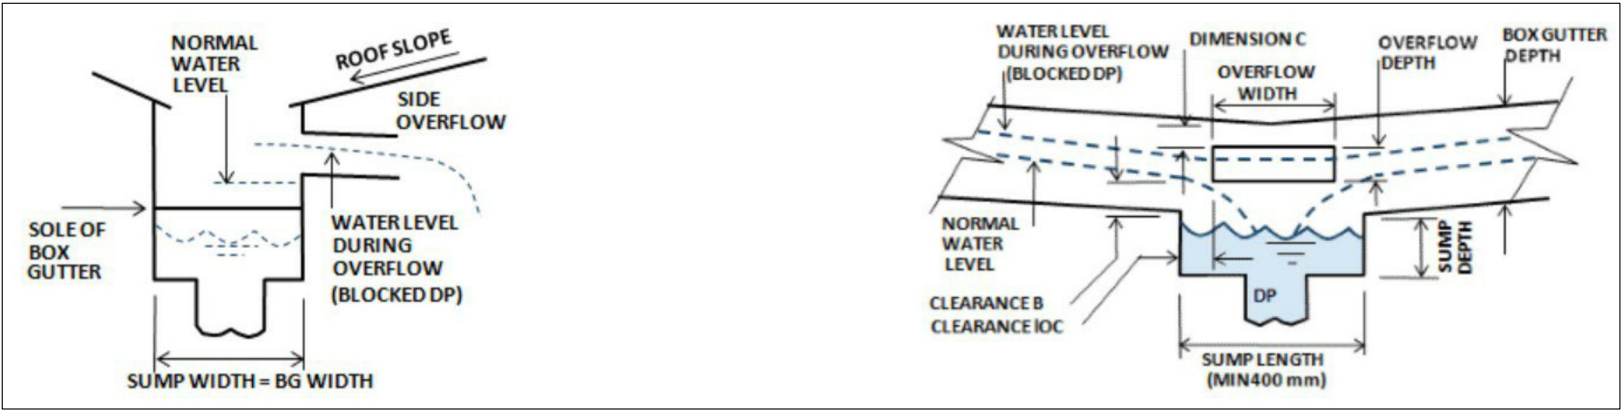 NORMAL
WATER
LEVEL
ROOF SLOPE
SIDE
OVERFLOW
SOLE OF
BOX
GUTTER
WATER LEVEL
DURING
OVERFLOW
(BLOCKED DP)
SUMP WIDTH = BG WIDTH
WATER LEVEL
DURING OVERFLOW
(BLOCKED DP)
DIMENSION C
OVERFLOW
WIDTH
OVERFLOW
DEPTH
BOX GUTTER
DEPTH
NORMAL
WATER
LEVEL
SUMP
DEPTH
CLEARANCE B
CLEARANCE lOC
DP
SUMP LENGTH
(MIN400 mm)